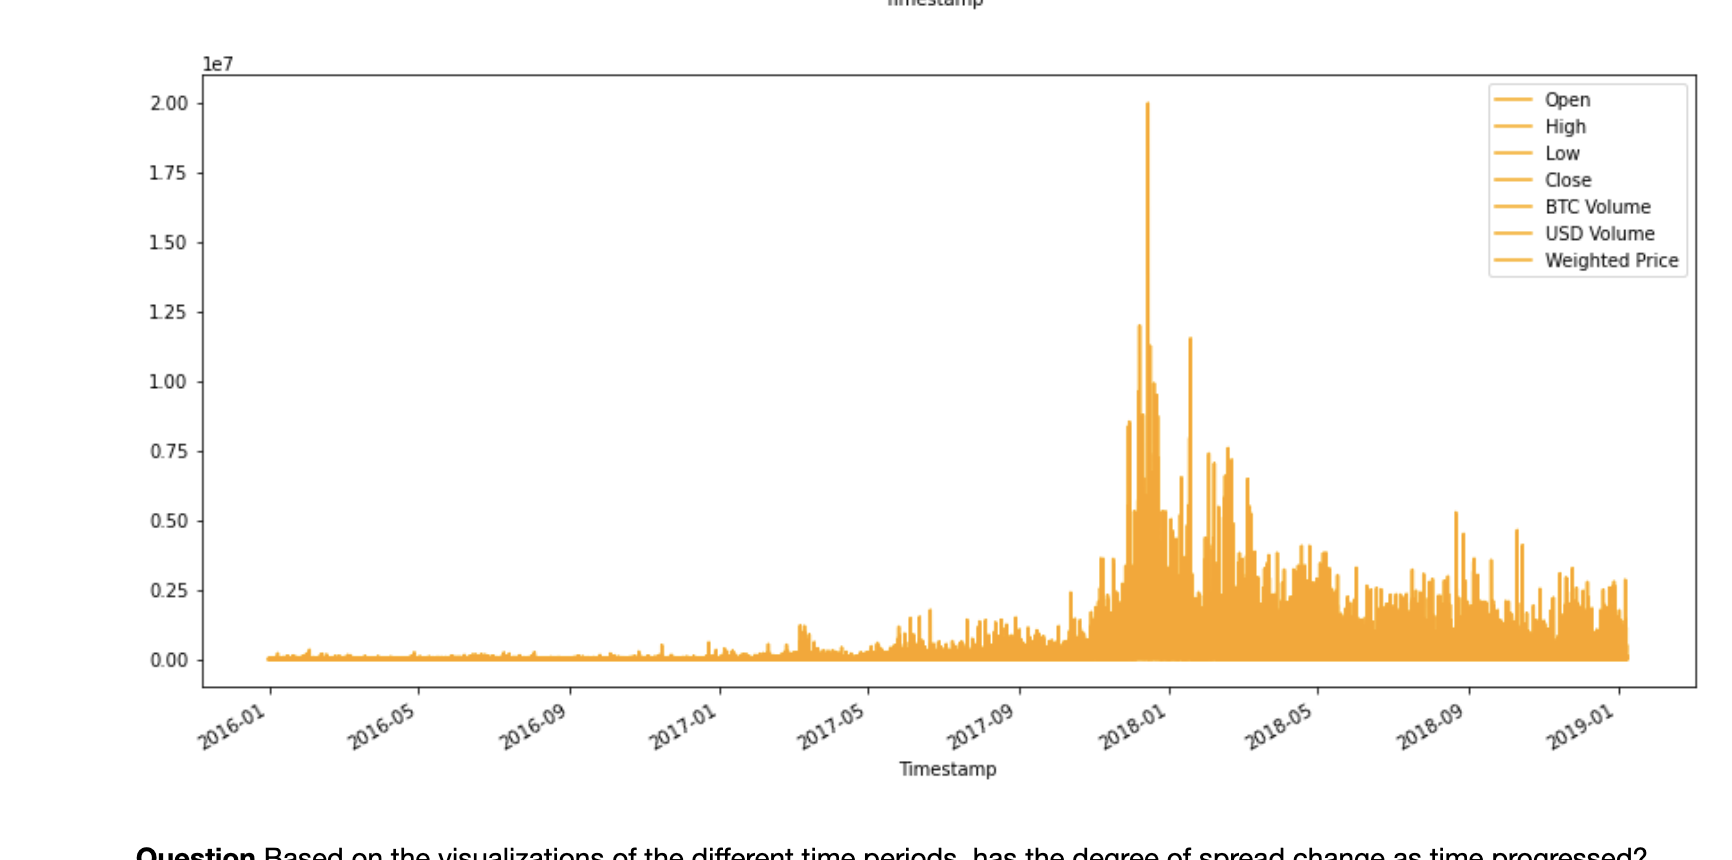 Timestamp
1e7
2.00
1.75
1.50
1.25
1.00
0.75
0.50
0.25
0.00
Open
High
Low
Close
BTC Volume
USD Volume
Weighted Price
2016-01
2016-05
2016-09
2017-01
2017-05
2017-09
2018-01
2018-05
2018-09
2019-01
Timestamp
Question Based on the visualizations of the different time periods, has the degree of spread change as time progressed?